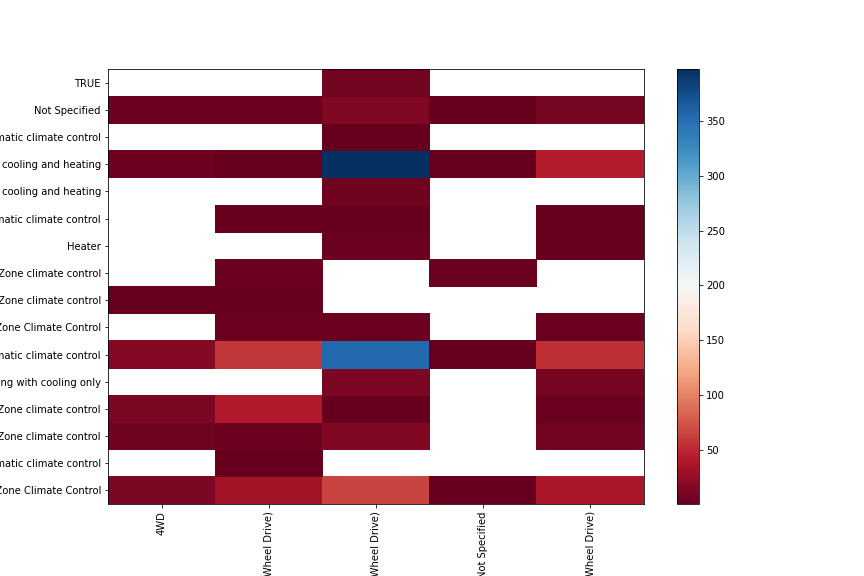 TRUE
Not Specified
matic climate control
cooling and heating
cooling and heating
matic climate control
Heater
Zone climate control
Zone climate control
Zone Climate Control
matic climate control
ng with cooling only
Zone climate control
Zone climate control
matic climate control
Zone Climate Control
4WD
Wheel Drive)
Wheel Drive)
Not Specified
Wheel Drive)
350
300
250
200
150
100
50